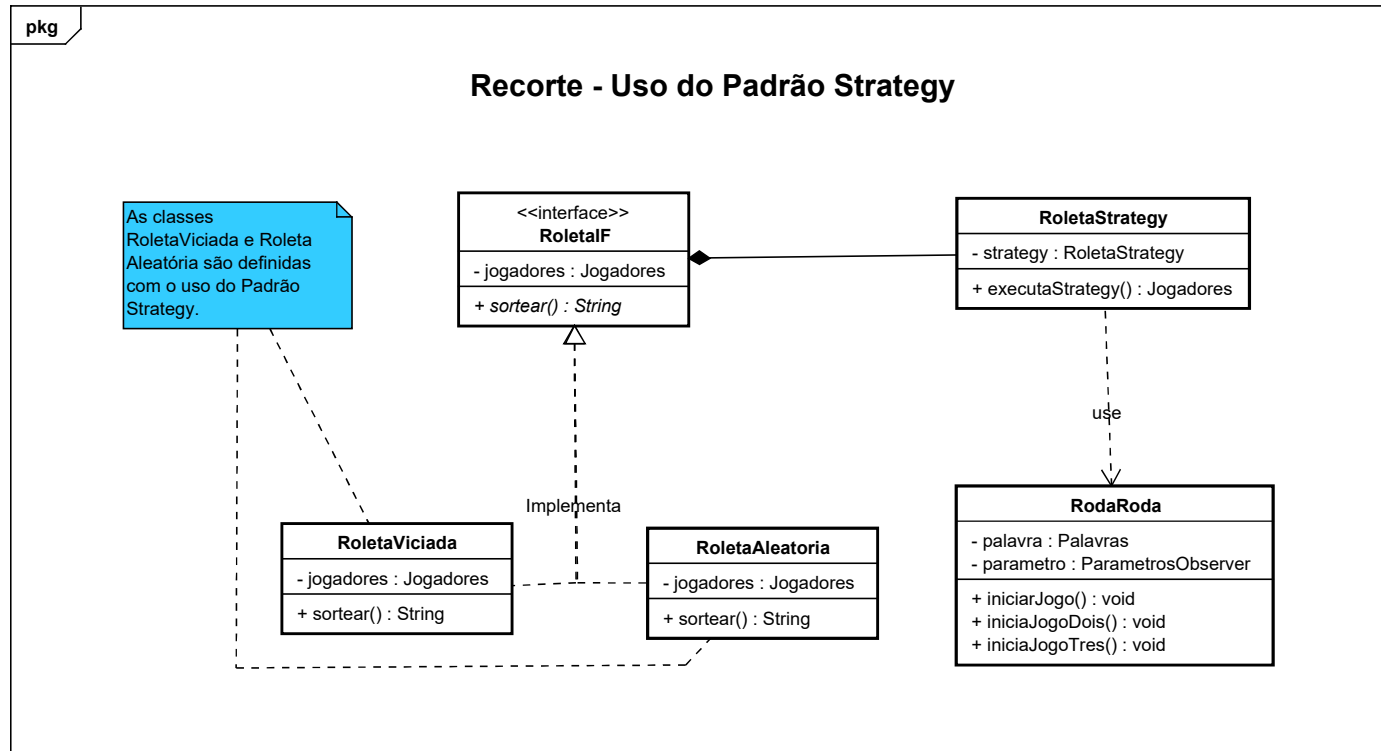 pkg
Recorte - Uso do Padrão Strategy
As classes
RoletaViciada e Roleta
Aleatória são definidas
com o uso do Padrão
Strategy.
<<interface>>
RoletaIF
- jogadores : Jogadores
+ sortear() : String
RoletaStrategy
- strategy : RoletaStrategy
+ executaStrategy() : Jogadores
use
Implementa
RoletaViciada
- jogadores : Jogadores
+ sortear() : String
RoletaAleatoria
- jogadores : Jogadores
+ sortear() : String
RodaRoda
- palavra : Palavras
- parametro : ParametrosObserver
+ iniciarJogo() : void
+ iniciaJogoDois() : void
+ iniciaJogoTres() : void